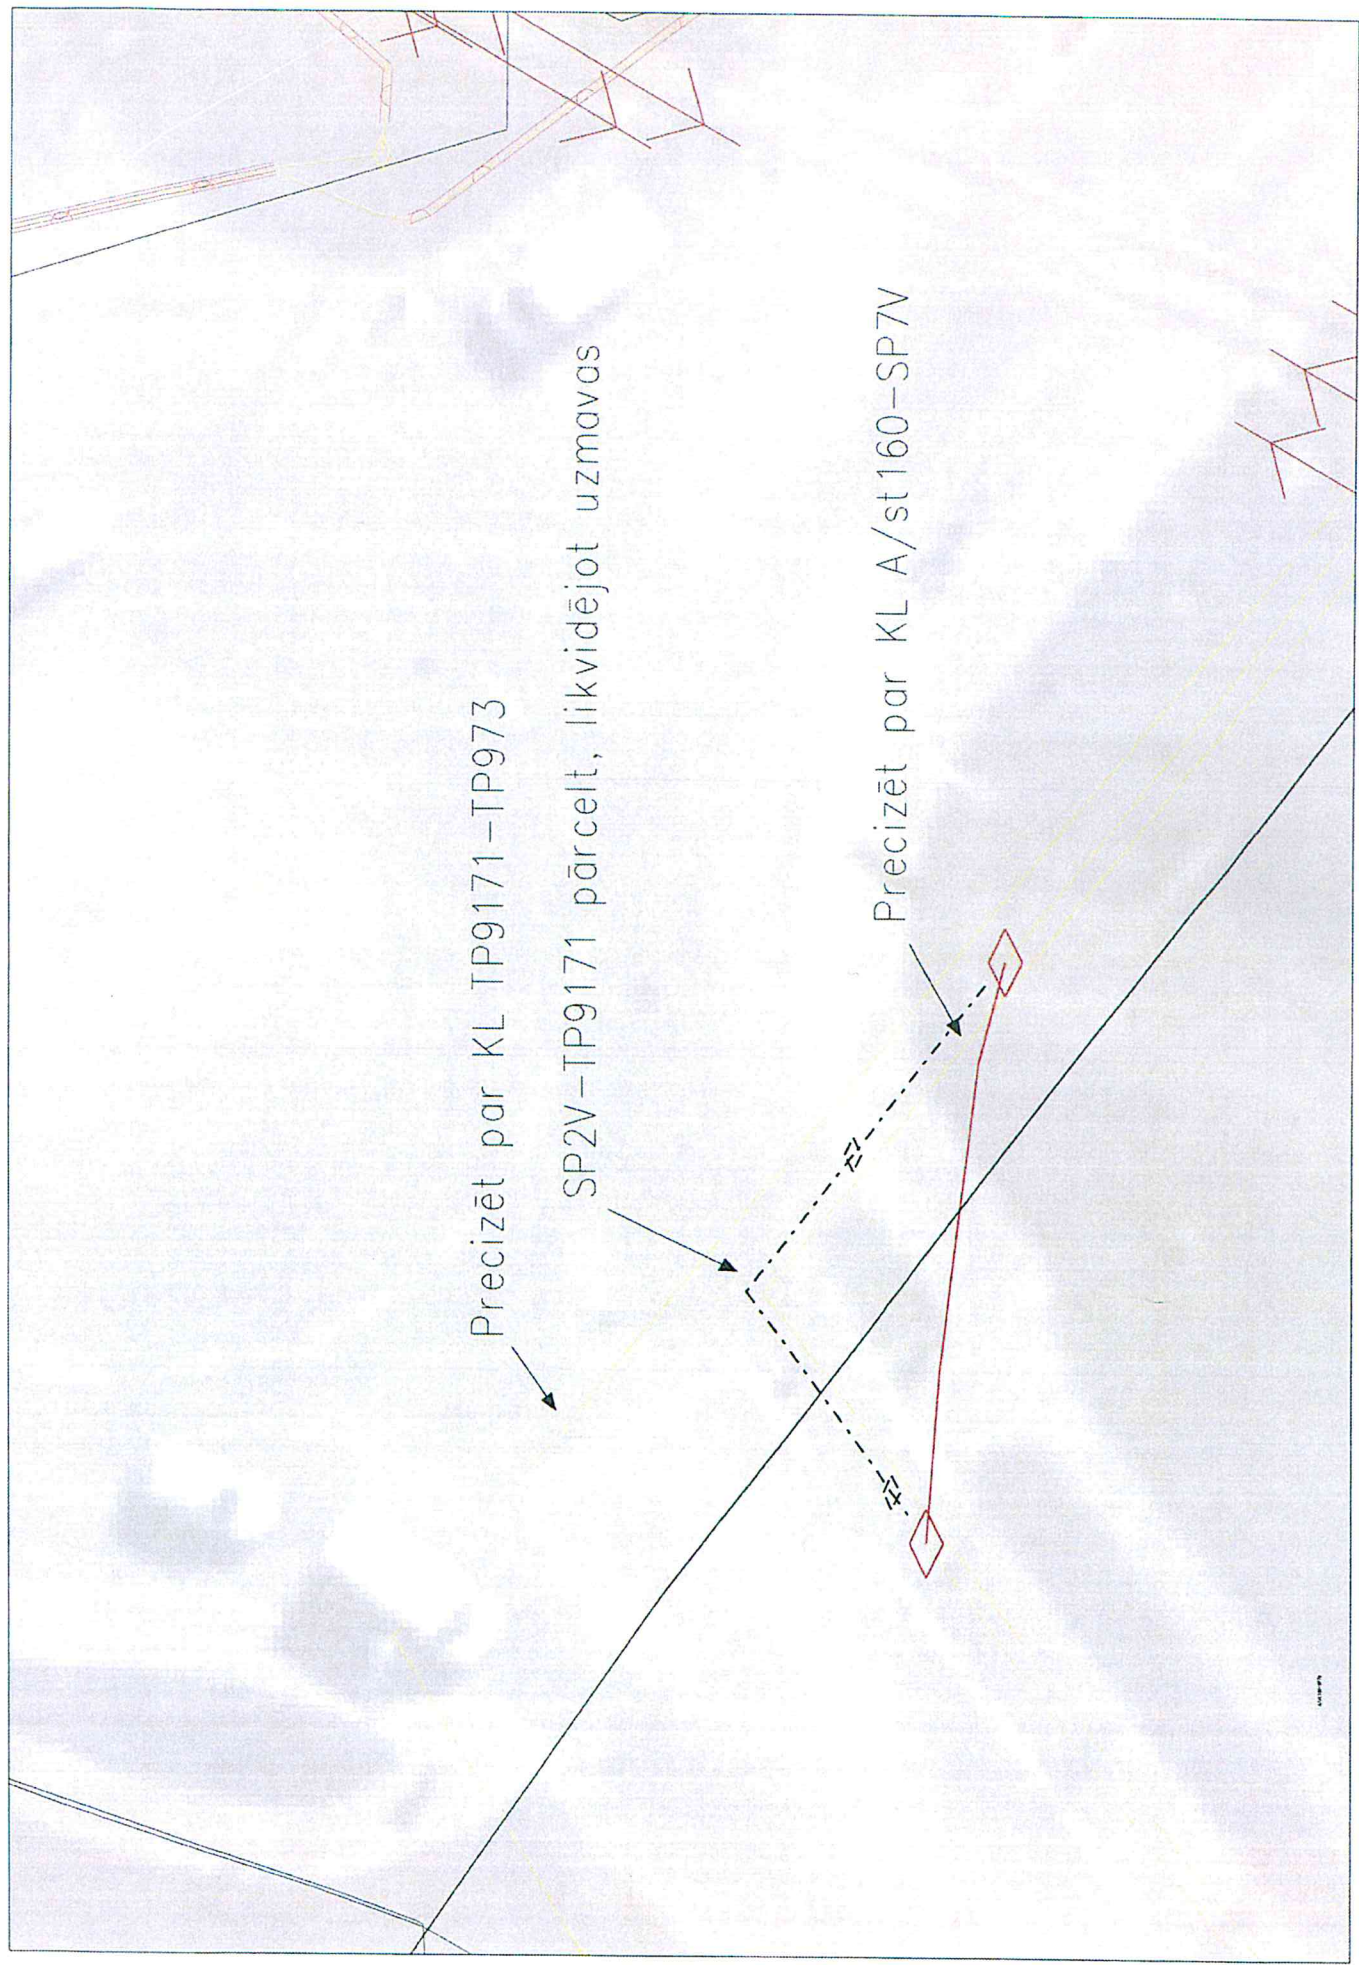 Precizēt par KL TP9171-TP973
SP2V-TP9171 pārcelt, likvidējot uzmavas
Precizēt par KL A/st160-SP7V